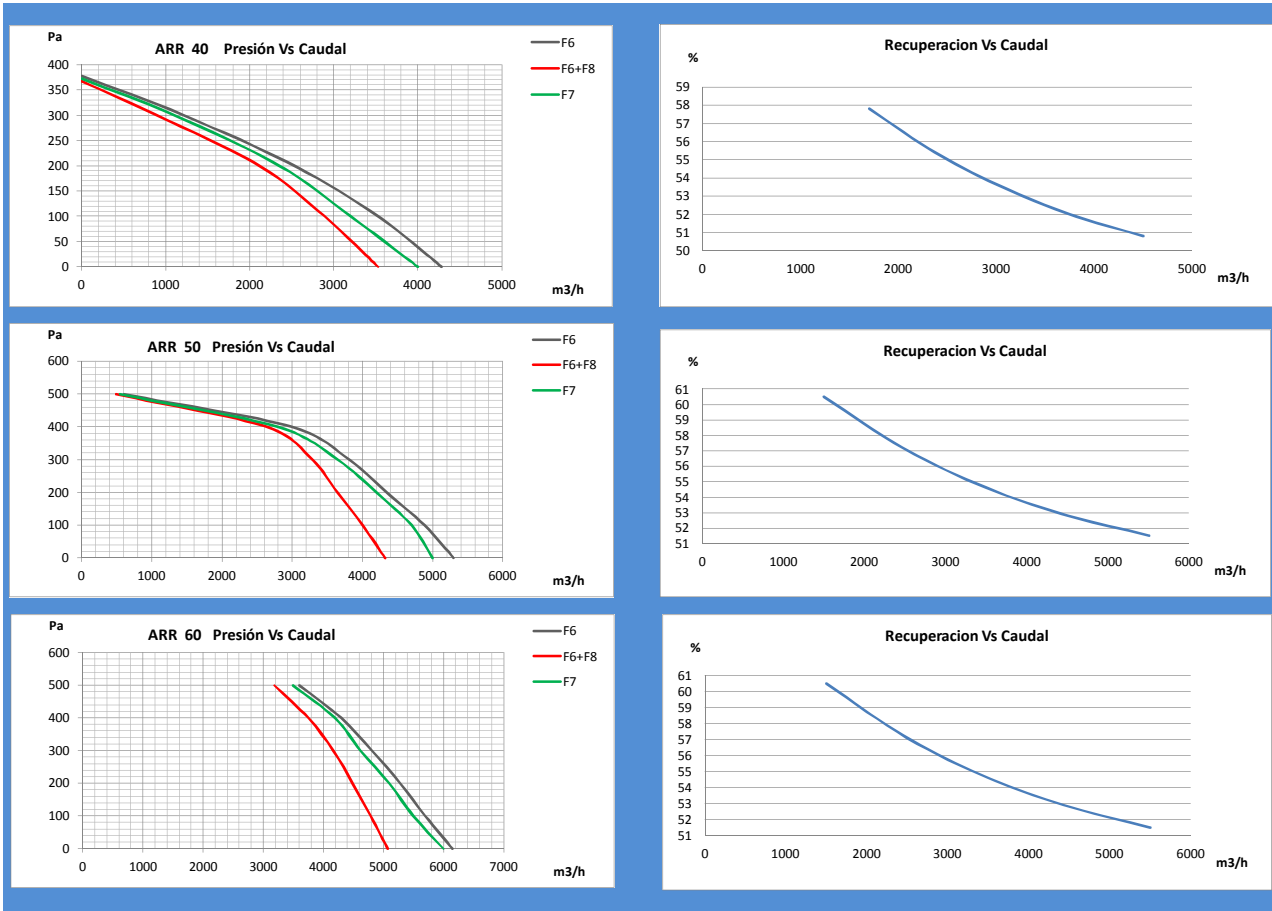 Pa
ARR 40 Presión Vs Caudal
F6
F6+F8
F7
400
350
300
250
200
150
100
50
0
0 1000 2000 3000 4000 5000
m3/h
Recuperacion Vs Caudal
%
59
58
57
56
55
54
53
52
51
50
0 1000 2000 3000 4000 5000
m3/h
Pa
ARR 50 Presión Vs Caudal
F6
F6+F8
F7
600
500
400
300
200
100
0
0 1000 2000 3000 4000 5000 6000
m3/h
Recuperacion Vs Caudal
%
61
60
59
58
57
56
55
54
53
52
51
0 1000 2000 3000 4000 5000 6000
m3/h
Pa
ARR 60 Presión Vs Caudal
F6
F6+F8
F7
600
500
400
300
200
100
0
0 1000 2000 3000 4000 5000 6000 7000
m3/h
Recuperacion Vs Caudal
%
61
60
59
58
57
56
55
54
53
52
51
0 1000 2000 3000 4000 5000 6000
m3/h